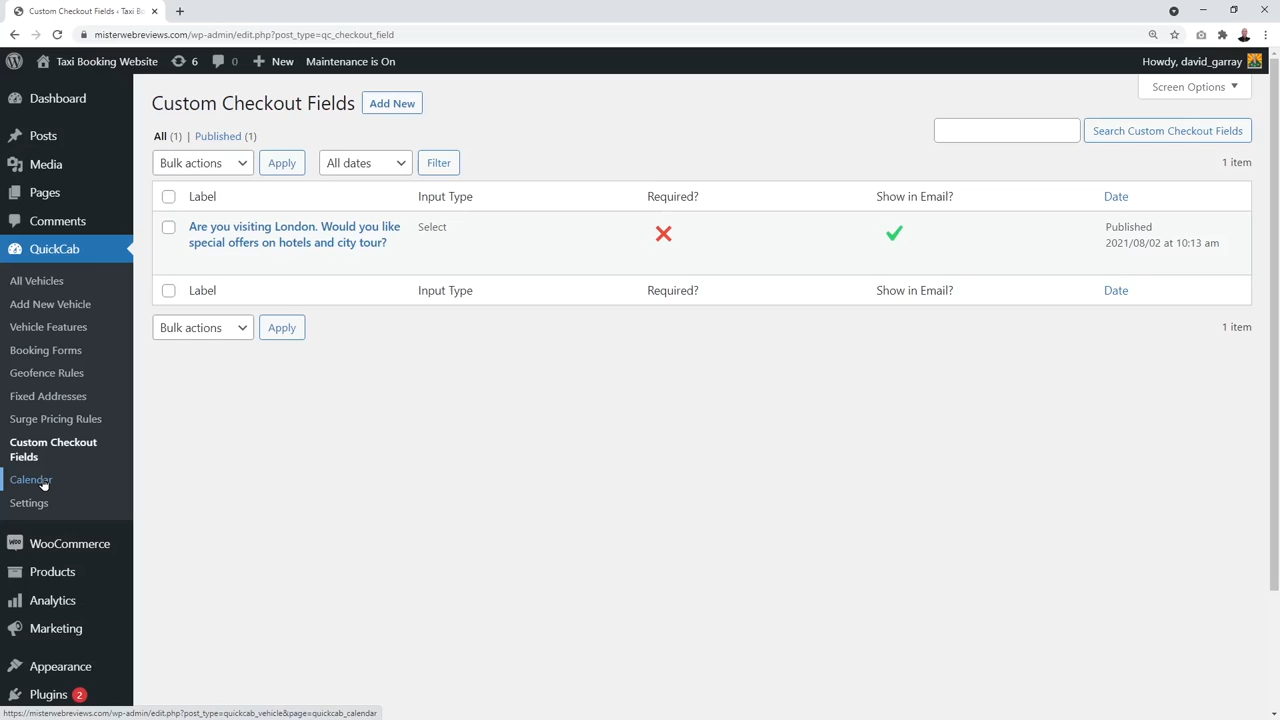 Custom Checkout Fields ‹ Taxi Bo
misterwebreviews.com/wp-admin/edit.php?post_type=qc_checkout_field
Taxi Booking Website 6 0 New Maintenance is On Howdy, david_garray
Screen Options
Dashboard
Posts
Media
Pages
Comments
QuickCab
All Vehicles
Add New Vehicle
Vehicle Features
Booking Forms
Geofence Rules
Fixed Addresses
Surge Pricing Rules
Custom Checkout
Fields
Calendar
Settings
WooCommerce
Products
Analytics
Marketing
Appearance
Plugins 2
Custom Checkout Fields Add New
All (1) | Published (1)
Search Custom Checkout Fields
Bulk actions Apply All dates Filter 1 item
Label Input Type Required? Show in Email? Date
Are you visiting London. Would you like Select Published
special offers on hotels and city tour? 2021/08/02 at 10:13 am
Label Input Type Required? Show in Email? Date
Bulk actions Apply 1 item
https://misterwebreviews.com/wp-admin/edit.php?post_type=quickcab_vehicle&page=quickcab_calendar